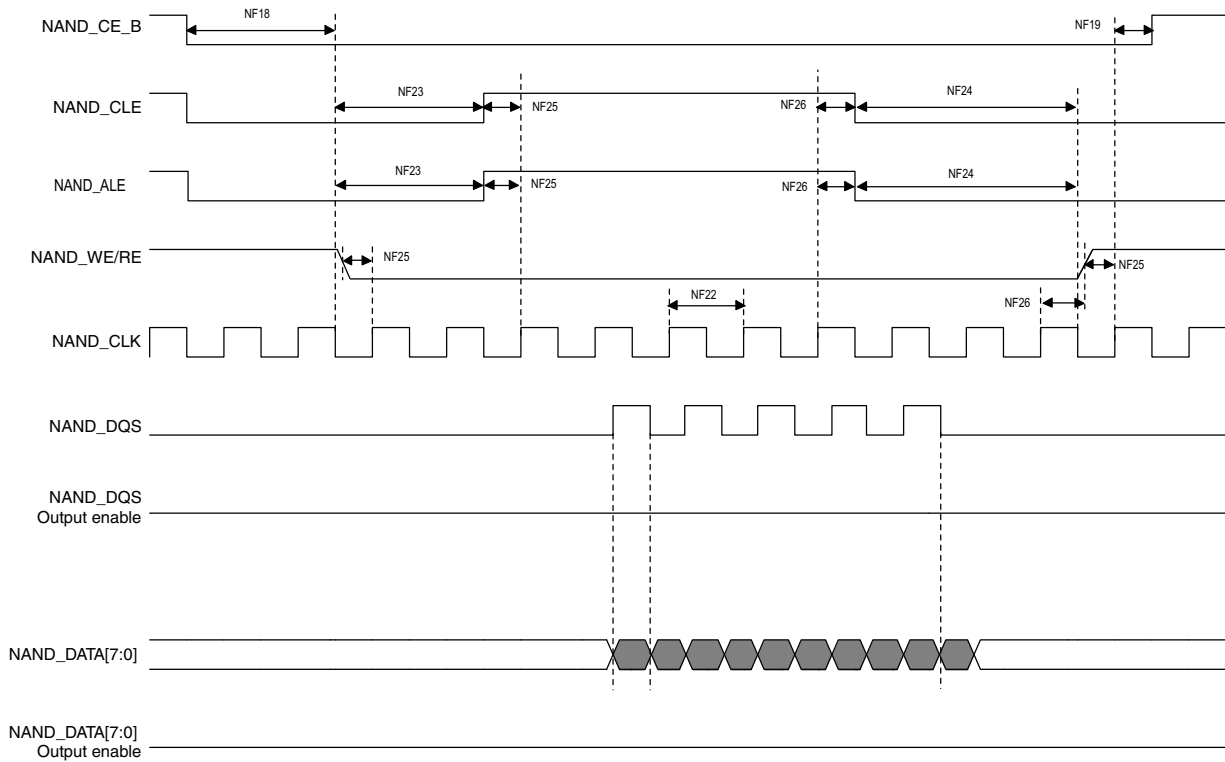 NF18
NAND_CE_B
NF19
NF23
NF25
NF26
NF24
NAND_CLE
NF23
NF25
NF26
NF24
NAND_ALE
NAND_WE/RE
NF25
NF25
NF22
NF26
NAND_CLK
NAND_DQS
NAND_DQS
Output enable
NAND_DATA[7:0]
NAND_DATA[7:0]
Output enable